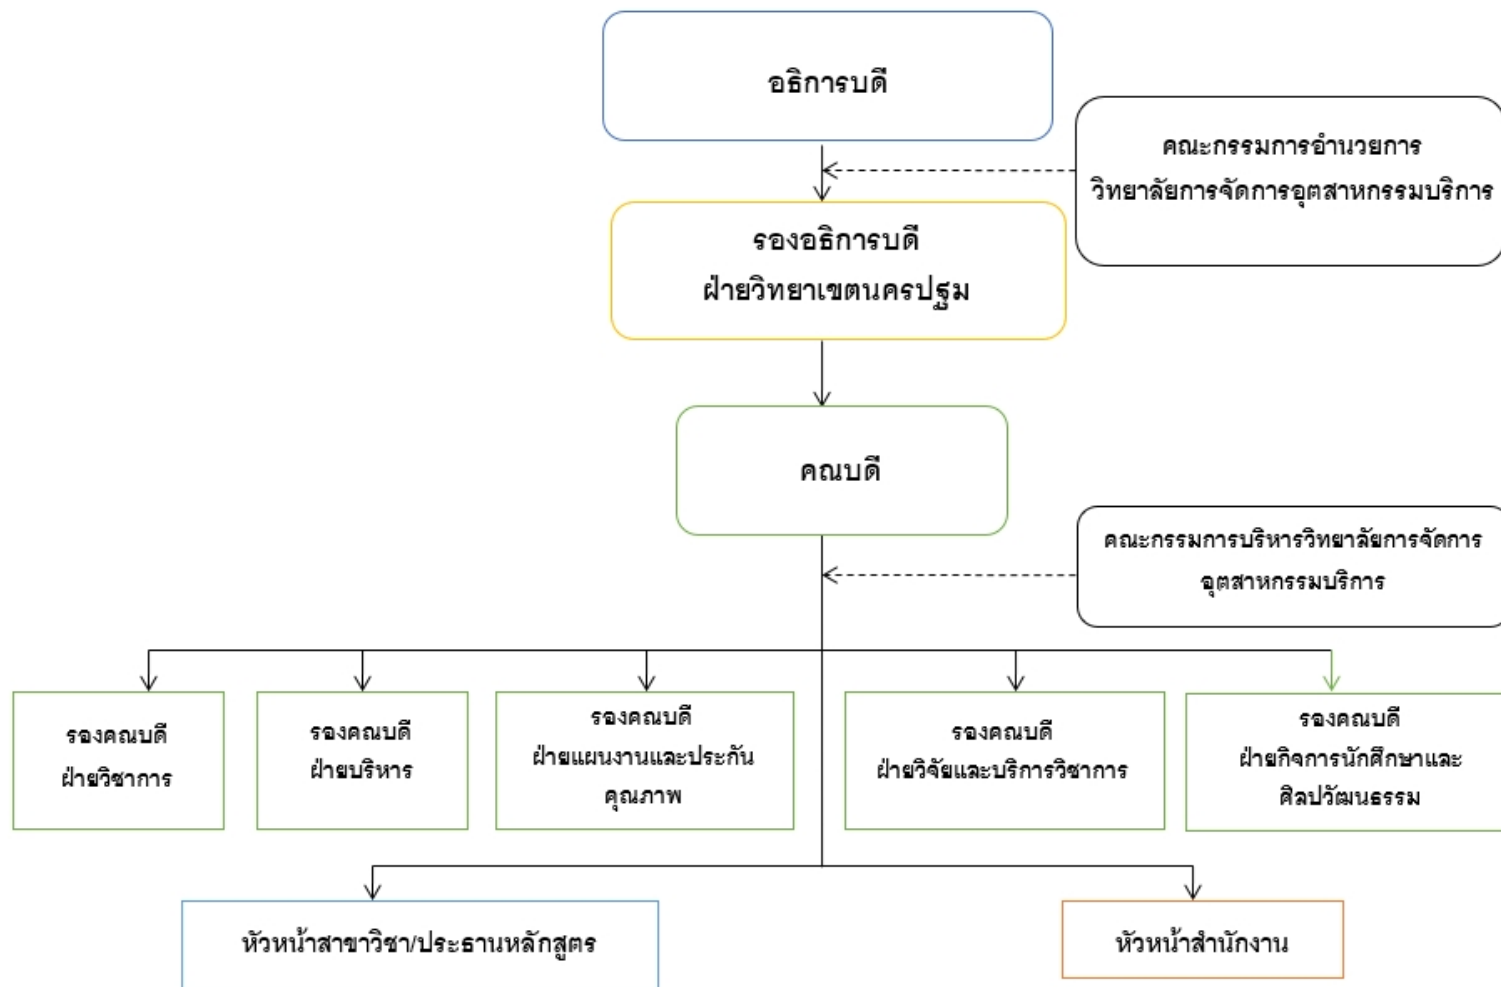 อธิการบดี
คณะกรรมการอำนวยการ
วิทยาลัยการจัดการอุตสาหกรรมบริการ
รองอธิการบดี
ฝ่ายวิทยาเขตนครปฐม
คณบดี
คณะกรรมการบริหารวิทยาลัยการจัดการ
อุตสาหกรรมบริการ
รองคณบดี
ฝ่ายวิชาการ
รองคณบดี
ฝ่ายบริหาร
รองคณบดี
ฝ่ายแผนงานและประกัน
คุณภาพ
รองคณบดี
ฝ่ายวิจัยและบริการวิชาการ
รองคณบดี
ฝ่ายกิจการนักศึกษาและ
ศิลปวัฒนธรรม
หัวหน้าสาขาวิชา/ประธานหลักสูตร
หัวหน้าสำนักงาน